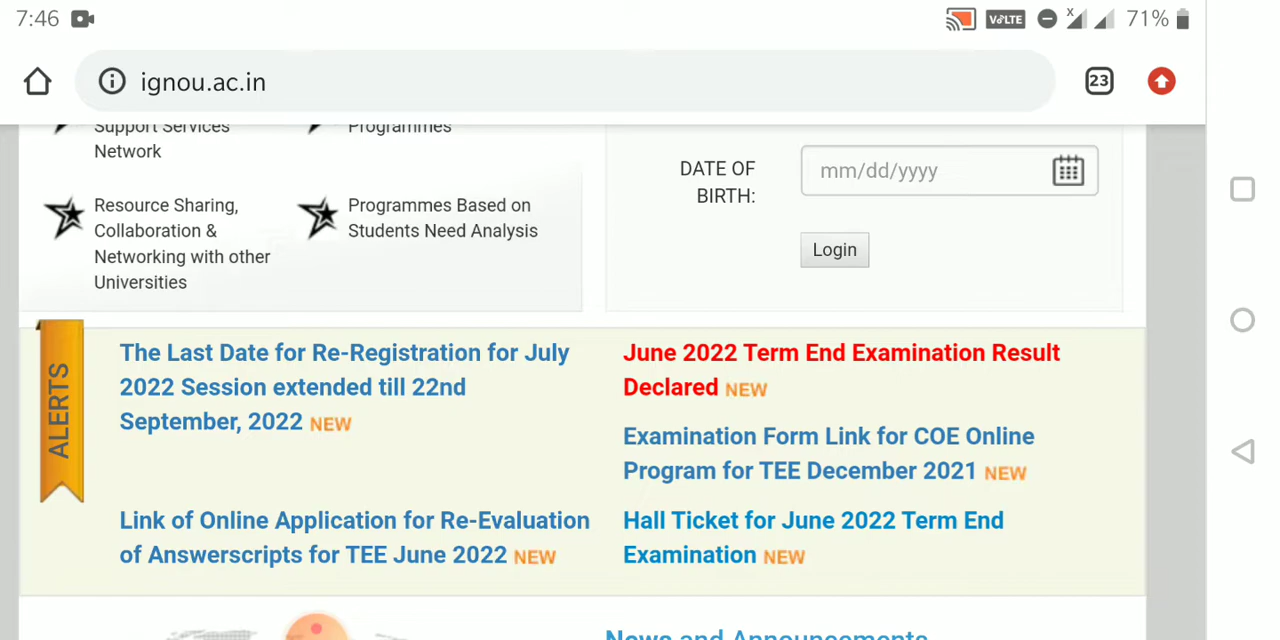 7:46
VoLTE
x
71%
ignou.ac.in
23
Support Services
Network
Programmes
Resource Sharing,
Collaboration &
Networking with other
Universities
Programmes Based on
Students Need Analysis
DATE OF
BIRTH:
mm/dd/yyyy
Login
ALERTS
The Last Date for Re-Registration for July
2022 Session extended till 22nd
September, 2022 NEW
June 2022 Term End Examination Result
Declared NEW
Examination Form Link for COE Online
Program for TEE December 2021 NEW
Link of Online Application for Re-Evaluation
of Answerscripts for TEE June 2022 NEW
Hall Ticket for June 2022 Term End
Examination NEW
News and Announcements